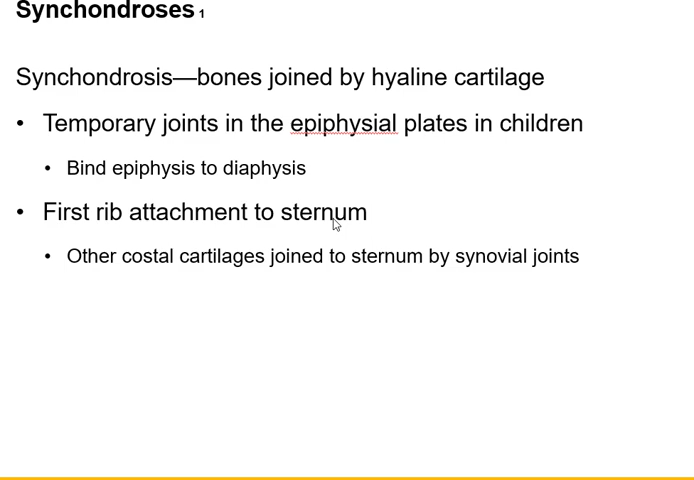 Synchondroses 1
Synchondrosis—bones joined by hyaline cartilage
• Temporary joints in the epiphysial plates in children
• Bind epiphysis to diaphysis
• First rib attachment to sternum
• Other costal cartilages joined to sternum by synovial joints